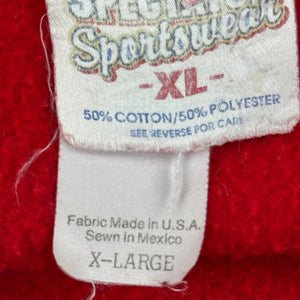 Sportswear
-XL-
50% COTTON/50% POLYESTER
SEE REVERSE FOR CARE
Fabric Made in U.S.A.
Sewn in Mexico
X-LARGE